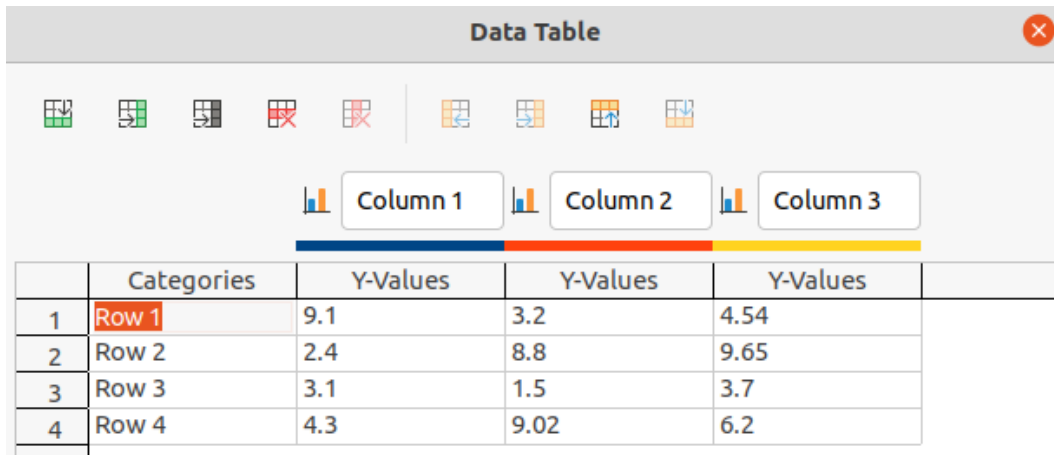 Data Table
Column 1 Column 2 Column 3
Categories Y-Values Y-Values Y-Values
1 Row 1 9.1 3.2 4.54
2 Row 2 2.4 8.8 9.65
3 Row 3 3.1 1.5 3.7
4 Row 4 4.3 9.02 6.2